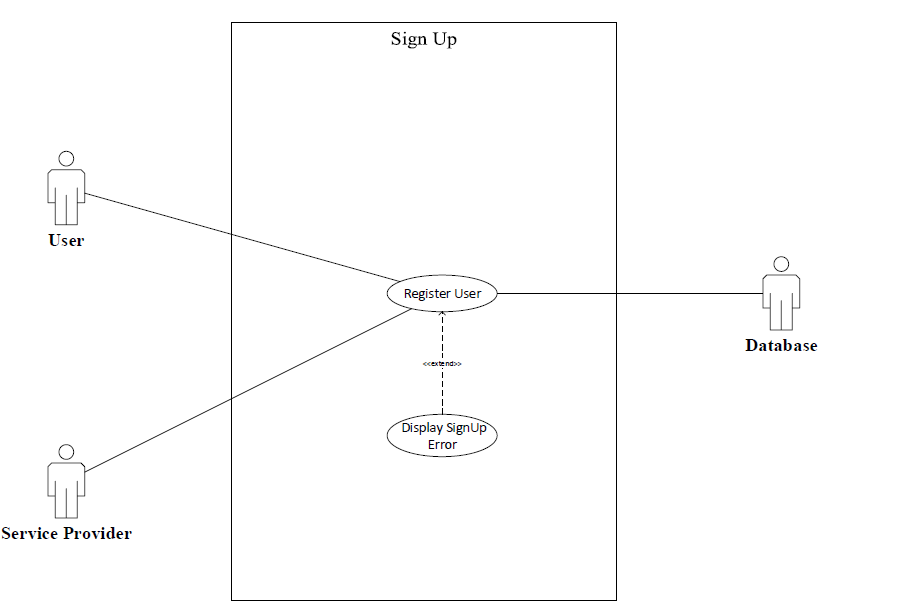 Sign Up
User
Register User
Database
<<extend>>
Display SignUp
Error
Service Provider